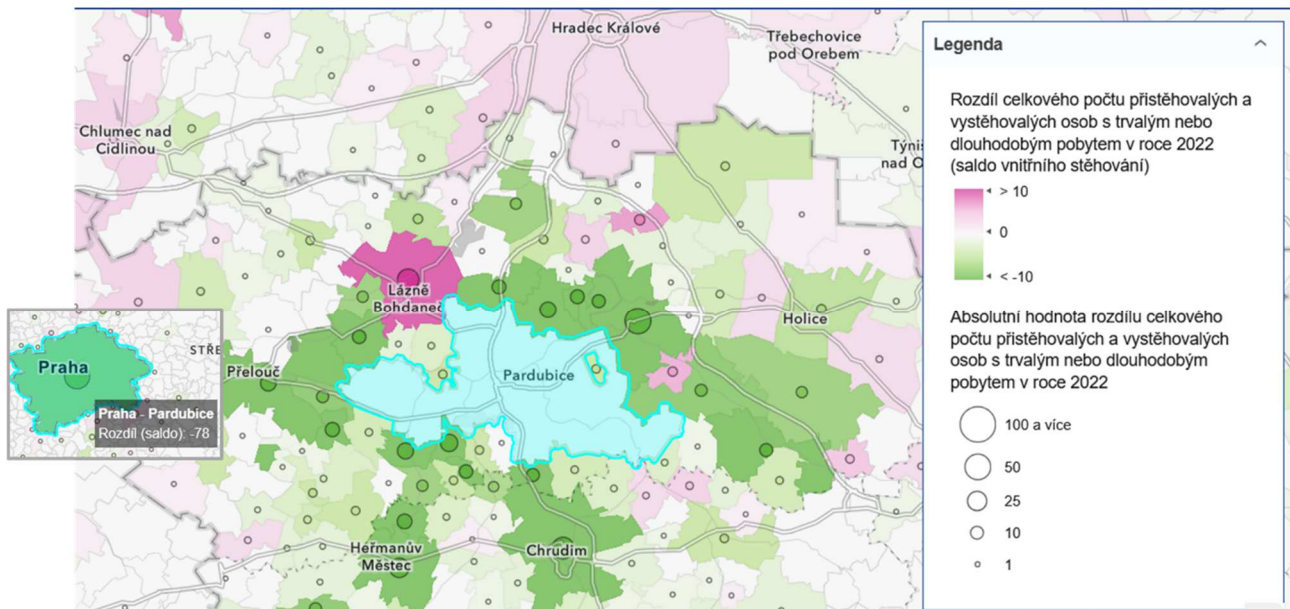 Hradec Králové
Třebechovice
pod Orebem
Chlumec nad
Cidlinou
Týni
nad O
Lázně
Bohdaneč
Holice
Přelouč
Pardubice
Heřmanův
Městec
Chrudim
Praha
STŘE
Praha - Pardubice
Rozdíl (saldo): -78
Legenda
Rozdíl celkového počtu přistěhovalých a
vystěhovalých osob s trvalým nebo
dlouhodobým pobytem v roce 2022
(saldo vnitřního stěhování)
> 10
0
< -10
Absolutní hodnota rozdílu celkového
počtu přistěhovalých a vystěhovalých
osob s trvalým nebo dlouhodobým
pobytem v roce 2022
100 a více
50
25
10
1